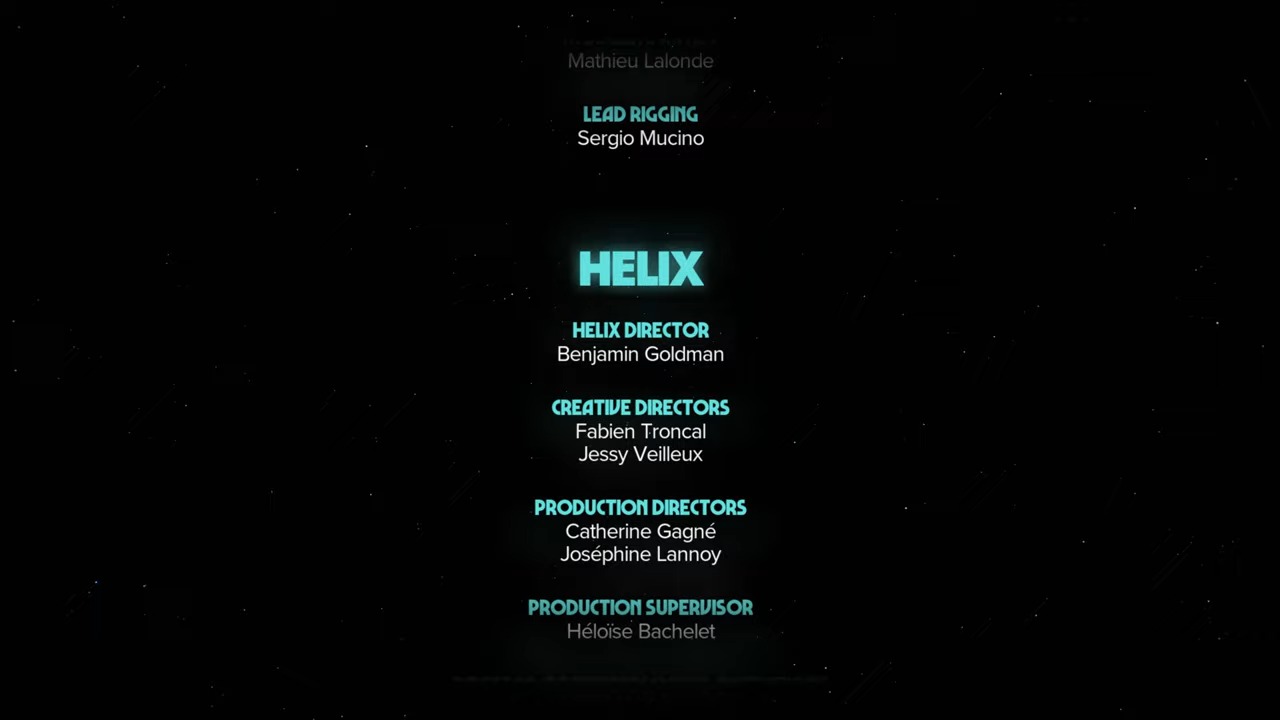 Mathieu Lalonde
LEAD RIGGING
Sergio Mucino
HELIX
HELIX DIRECTOR
Benjamin Goldman
CREATIVE DIRECTORS
Fabien Troncal
Jessy Veilleux
PRODUCTION DIRECTORS
Catherine Gagné
Joséphine Lannoy
PRODUCTION SUPERVISOR
Héloïse Bachelet